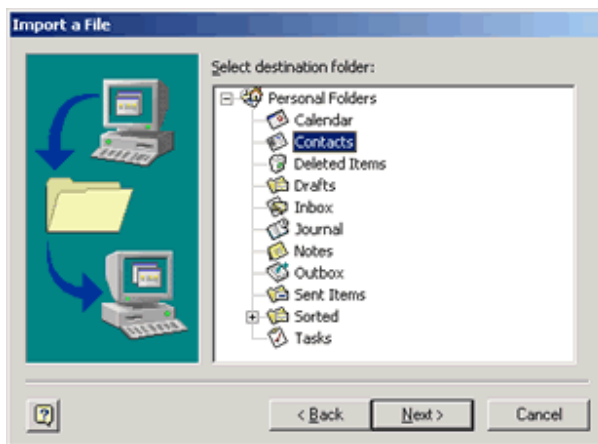 Import a File
Select destination folder:
Personal Folders
Calendar
Contacts
Deleted Items
Drafts
Inbox
Journal
Notes
Outbox
Sent Items
Sorted
Tasks
< Back Next > Cancel